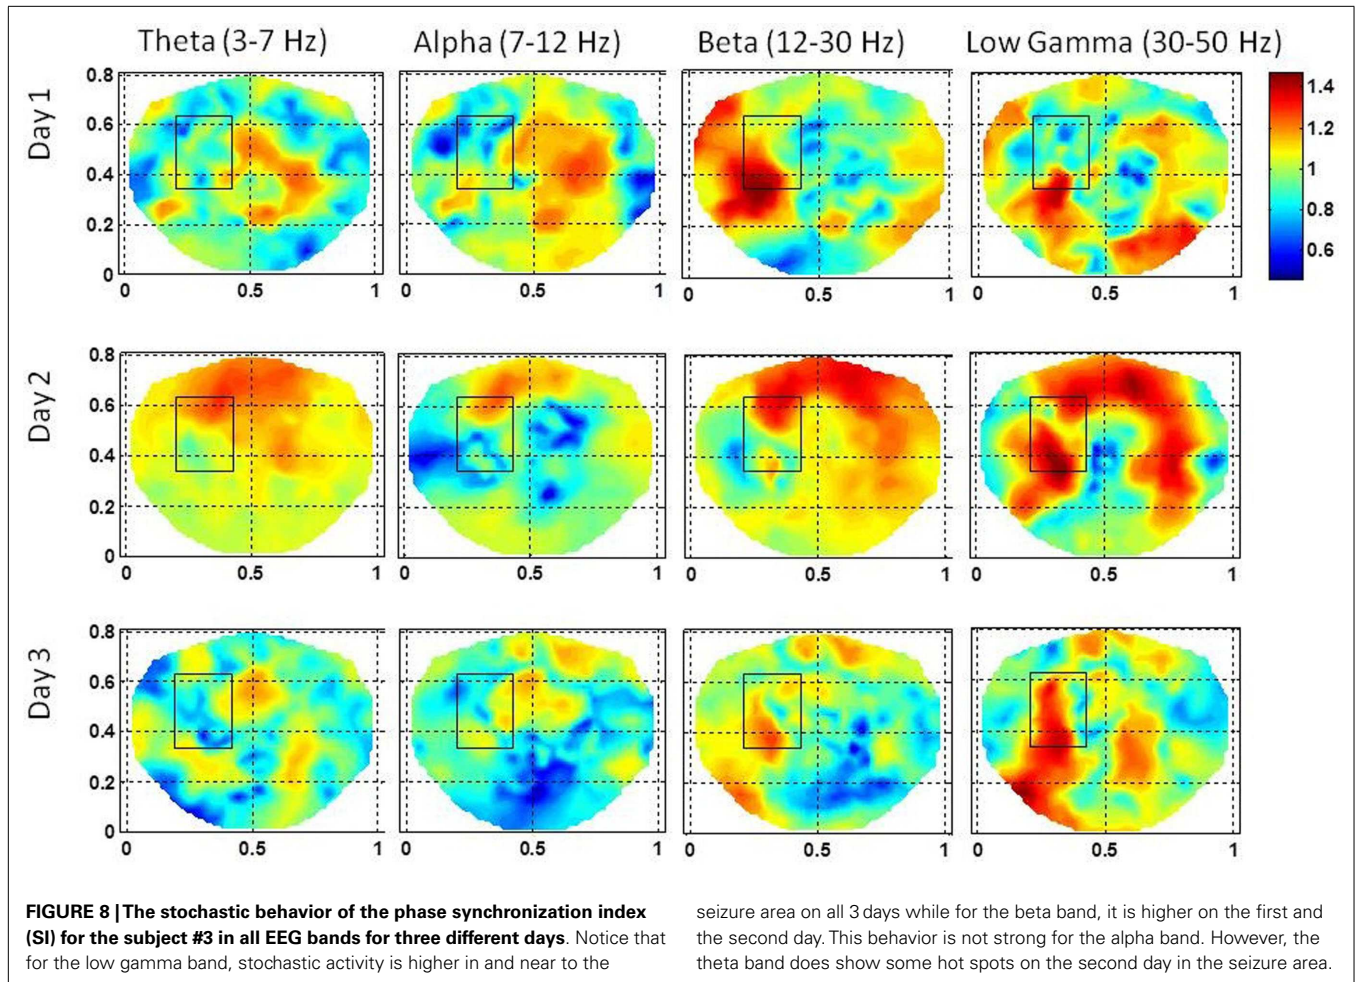 Theta (3-7 Hz) Alpha (7-12 Hz) Beta (12-30 Hz) Low Gamma (30-50 Hz)
Day 1
0.8
0.6
0.4
0.2
0
0 0.5 1 0 0.5 1 0 0.5 1 0 0.5 1
1.4
1.2
1
0.8
0.6
Day 2
0.8
0.6
0.4
0.2
0
0 0.5 1 0 0.5 1 0 0.5 1 0 0.5 1
Day 3
0.8
0.6
0.4
0.2
0
0 0.5 1 0 0.5 1 0 0.5 1 0 0.5 1
FIGURE 8 | The stochastic behavior of the phase synchronization index
(SI) for the subject #3 in all EEG bands for three different days. Notice that
for the low gamma band, stochastic activity is higher in and near to the
seizure area on all 3 days while for the beta band, it is higher on the first and
the second day. This behavior is not strong for the alpha band. However, the
theta band does show some hot spots on the second day in the seizure area.